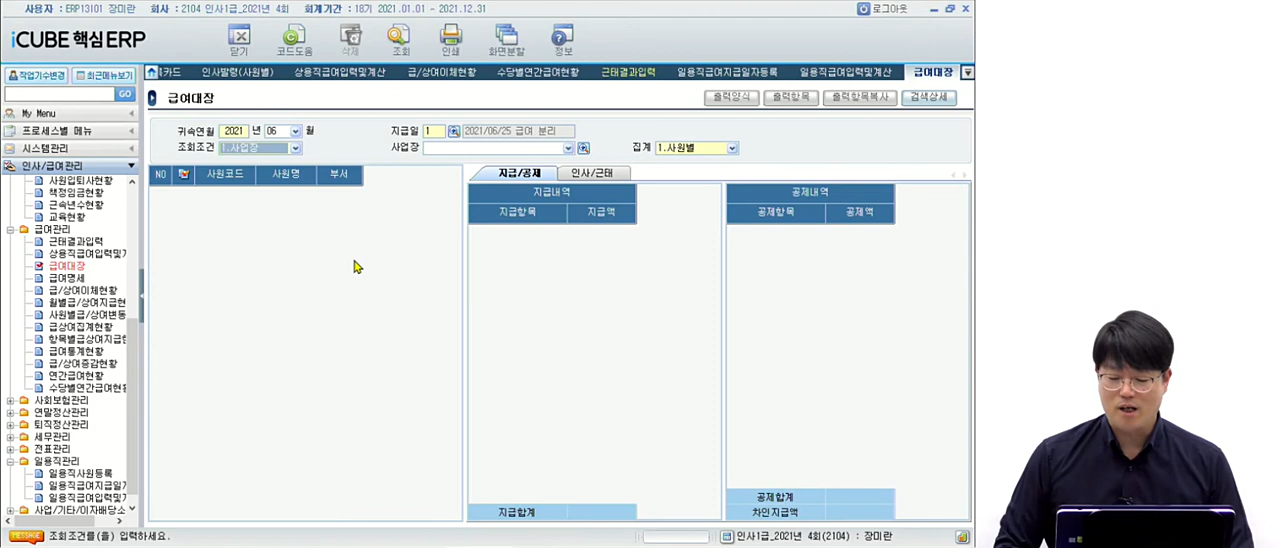 사용자 : ERP13101 장미란 회사 : 2104 인사1급_2021년 4회 회계기간 : 18기 2021.01.01 ~ 2021.12.31 로그아웃
iCUBE 핵심ERP
닫기 코드도움 삭제 조회 인쇄 화면분할 정보
작업기수변경 최근메뉴보기
카드 인사발령(사원별) 상용직급여입력및계산 급/상여이체현황 수당별연간급여현황 근태결과입력 일용직급여지급일자등록 일용직급여입력및계산 급여대장
GO
급여대장 출력양식 출력항목 출력항목복사 검색상세
My Menu
프로세스별 메뉴
시스템관리
인사/급여관리
귀속연월 2021 년 06 월 지급일 1 2021/06/25 급여 분리
조회조건 1.사업장 사업장 집계 1.사원별
NO 사원코드 사원명 부서
지급/공제 인사/근태
지급내역 공제내역
지급항목 지급액 공제항목 공제액
사원입퇴사현황
책정임금현황
근속년수현황
교육현황
급여관리
근태결과입력
상용직급여입력및
급여대장
급여명세
급/상여이체현황
월별급/상여지급현
사원별급/상여변동
급상여집계현황
항목별급상여지급현
급여통계현황
급/상여증감현황
연간급여현황
수당별연간급여현황
사회보험관리
연말정산관리
퇴직정산관리
세무관리
전표관리
일용직관리
일용직사원등록
일용직급여지급일
일용직급여입력및
사업/기타/이자배당소
공제합계
지급합계 차인지급액
MESSAGE 조회조건를(을) 입력하세요. 인사1급_2021년 4회(2104) : 장미란